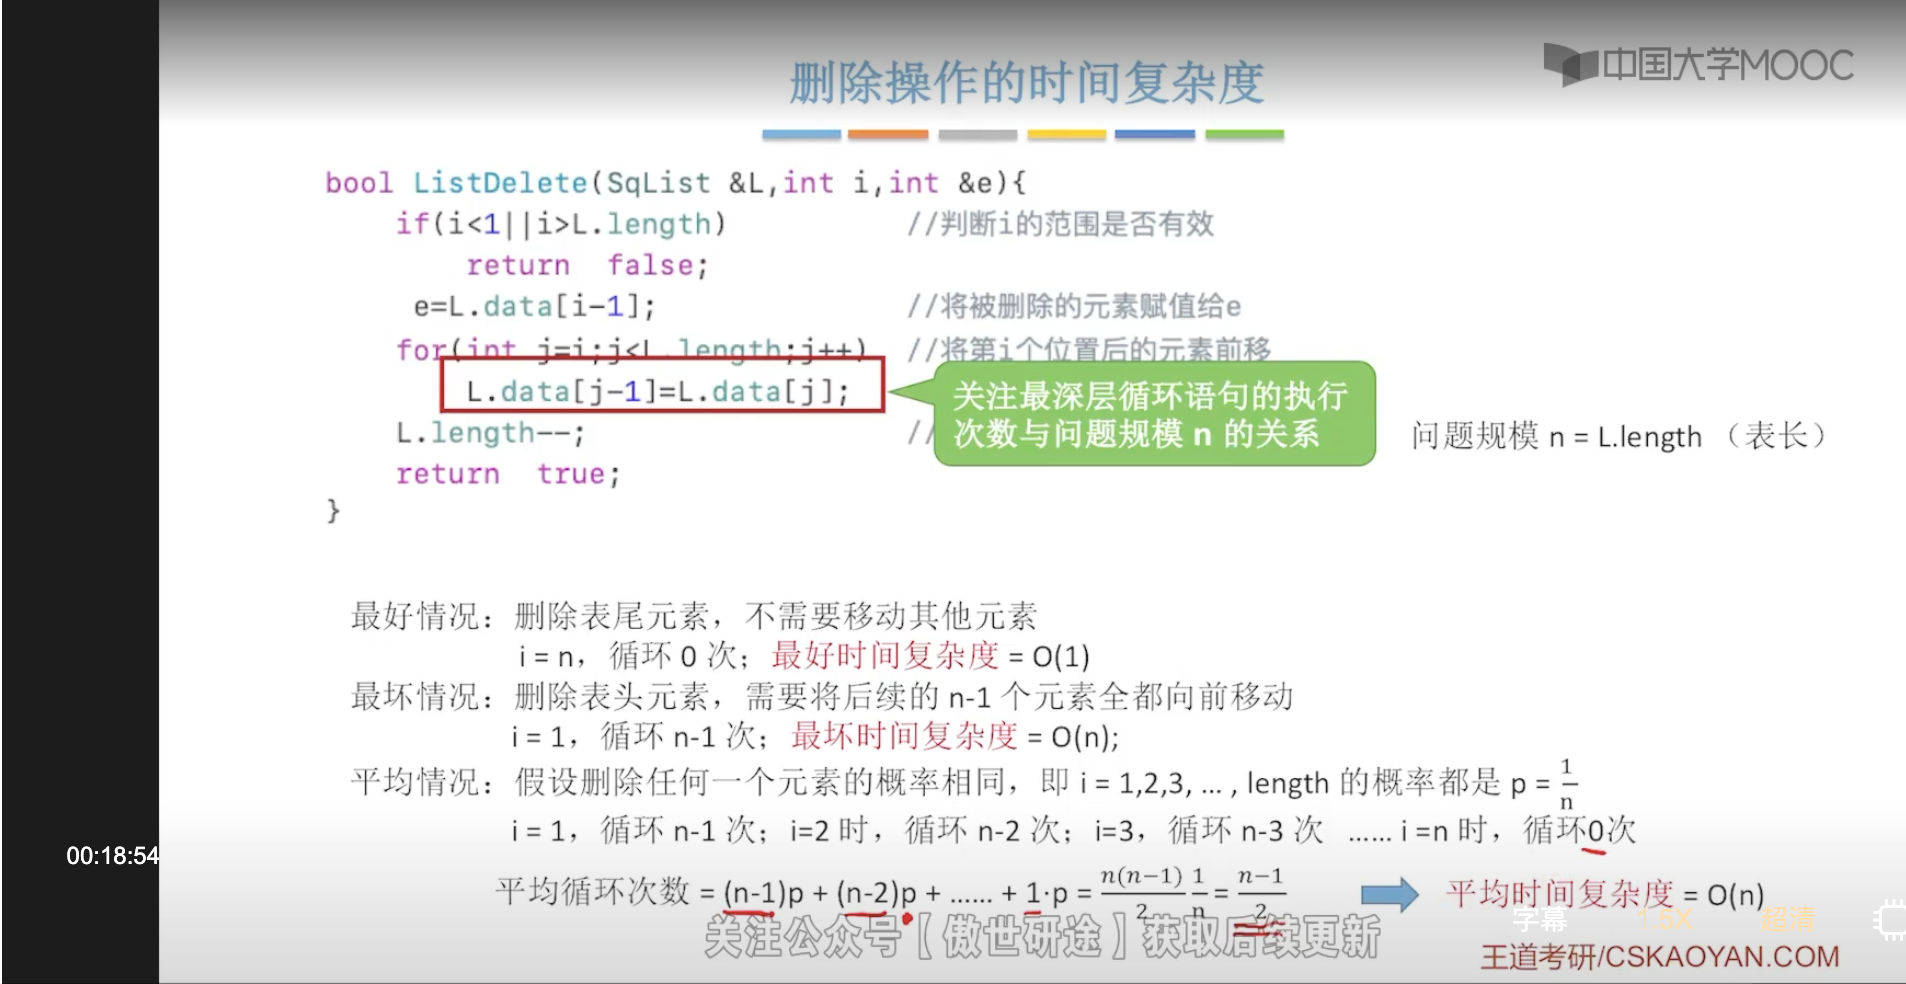 中国大学MOOC
删除操作的时间复杂度
bool ListDelete(SqList &L,int i,int &e){
if(i<1||i>L.length) //判断i的范围是否有效
return false;
e=L.data[i-1]; //将被删除的元素赋值给e
for(int j=i;j<L.length;j++) //将第i个位置后的元素前移
L.data[j-1]=L.data[j];
关注最深层循环语句的执行
次数与问题规模 n 的关系
L.length--; //
问题规模 n = L.length （表长）
return true;
}
最好情况：删除表尾元素，不需要移动其他元素
i = n，循环 0 次；最好时间复杂度 = O(1)
最坏情况：删除表头元素，需要将后续的 n-1 个元素全都向前移动
i = 1，循环 n-1 次；最坏时间复杂度 = O(n);
平均情况：假设删除任何一个元素的概率相同，即 i = 1,2,3, … , length 的概率都是 p = 1/n
i = 1，循环 n-1 次；i=2 时，循环 n-2 次；i=3，循环 n-3 次 …… i =n 时，循环0次
00:18:54
平均循环次数 = (n-1)p + (n-2)p + …… + 1·p = n(n−1)/2 1/n = n−1/2 平均时间复杂度 = O(n)
字幕 1.5X 超清
关注公众号【傲世研途】获取后续更新
王道考研/CSKAOYAN.COM